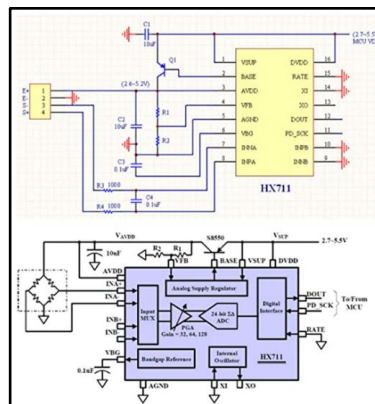 C1
10uF
(2.7~5.5V)
MCU VD
Q1
(2.6~5.2V)
E+
E-
S-
S+
1
2
3
4
C2
10uF
R1
R2
C3
0.1uF
R3 1000
C4
0.1uF
R4 1000
1 VSUP DVDD 16
2 BASE RATE 15
3 AVDD XI 14
4 VFB XO 13
5 AGND DOUT 12
6 VBG PD_SCK 11
7 INNA INPB 10
8 INPA INNB 9
HX711
VAVDD
S8550
VSUP
2.7~5.5V
10uF
R2 R1
VFB BASE VSUP DVDD
AVDD
INA+
INA-
INB+
INB-
Analog Supply Regulator
Input
MUX
PGA
Gain = 32, 64, 128
24-bit ΣΔ
ADC
Digital
Interface
DOUT
PD_SCK
To/From
MCU
RATE
VBG
0.1uF
Bandgap Reference
Internal
Oscillator
HX711
AGND XI XO